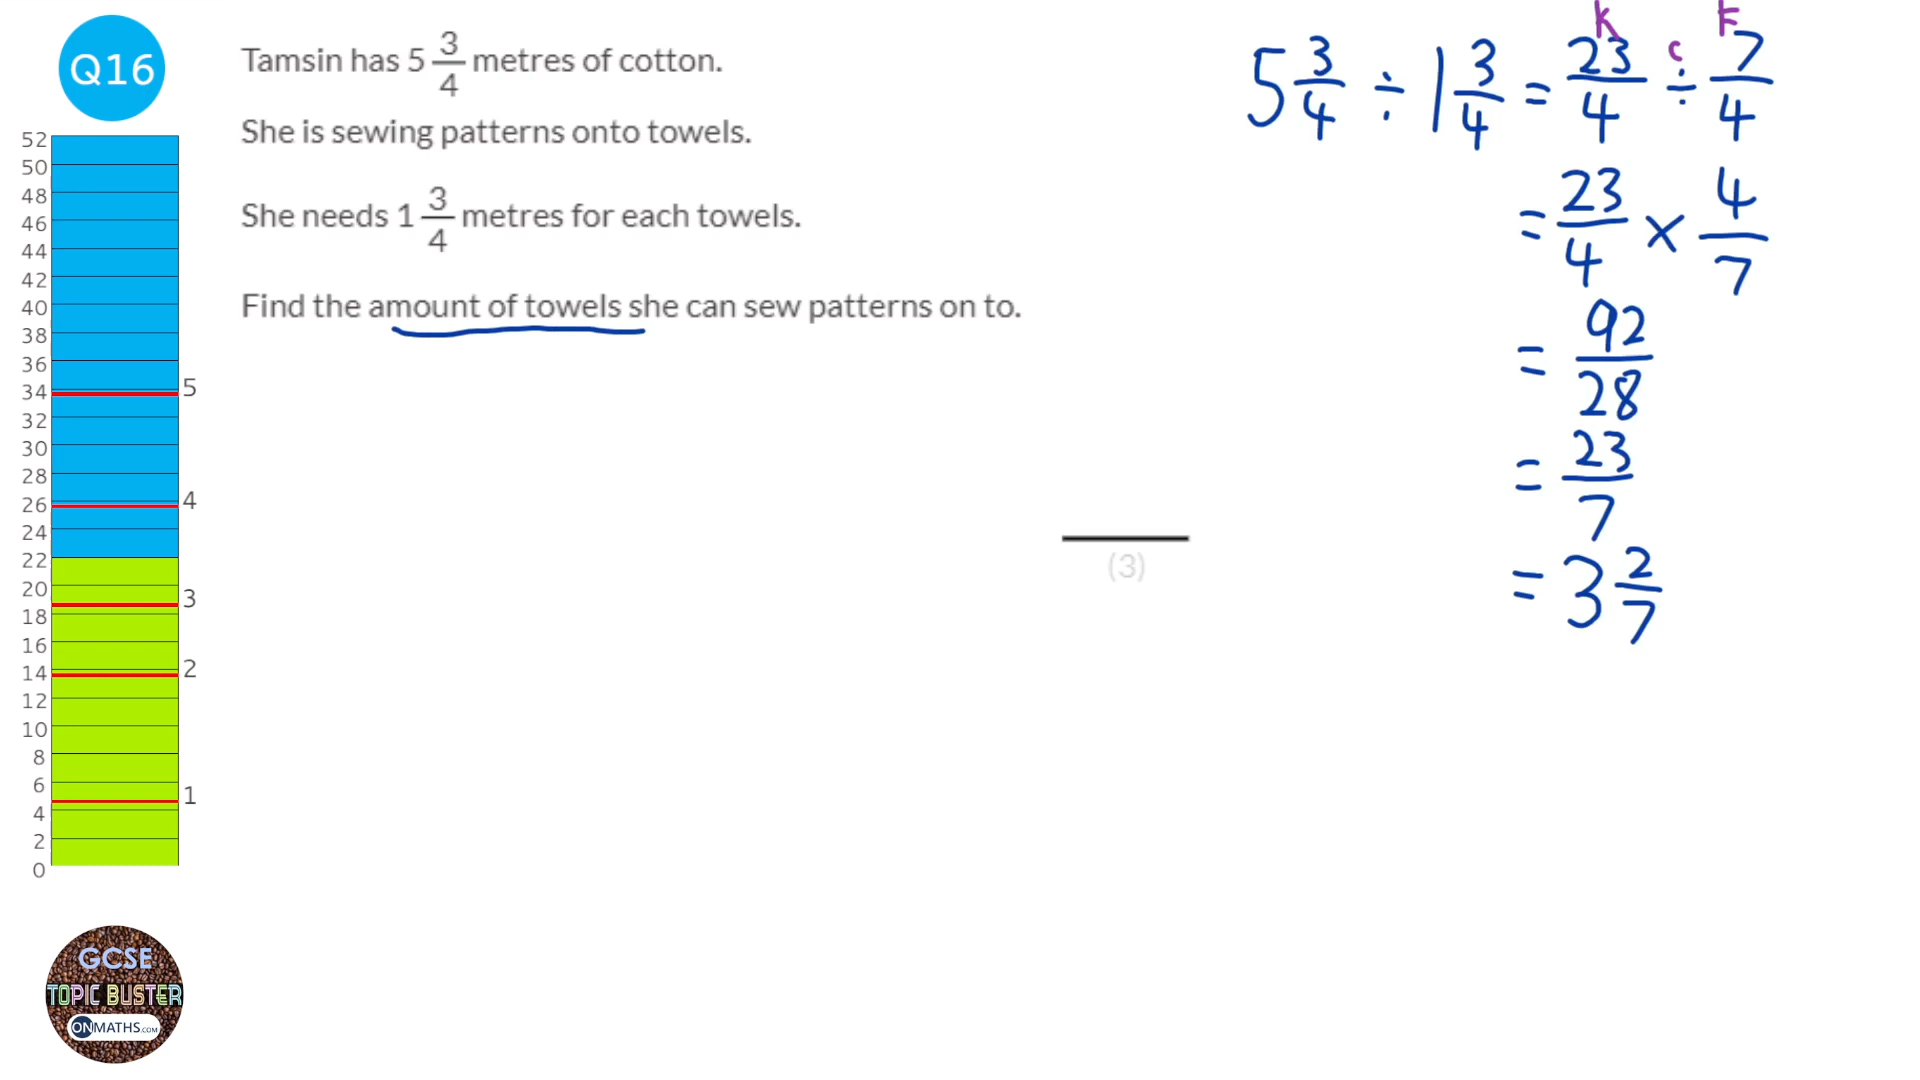 Q16
Tamsin has 5 3/4 metres of cotton.
She is sewing patterns onto towels.
She needs 1 3/4 metres for each towels.
Find the amount of towels she can sew patterns on to.
(3)
K C F
5 3/4 ÷ 1 3/4 = 23/4 ÷ 7/4
= 23/4 × 4/7
= 92/28
= 23/7
= 3 2/7
52
50
48
46
44
42
40
38
36
34
32
30
28
26
24
22
20
18
16
14
12
10
8
6
4
2
0
5
4
3
2
1
GCSE
TOPIC BUSTER
ONMATHS.COM